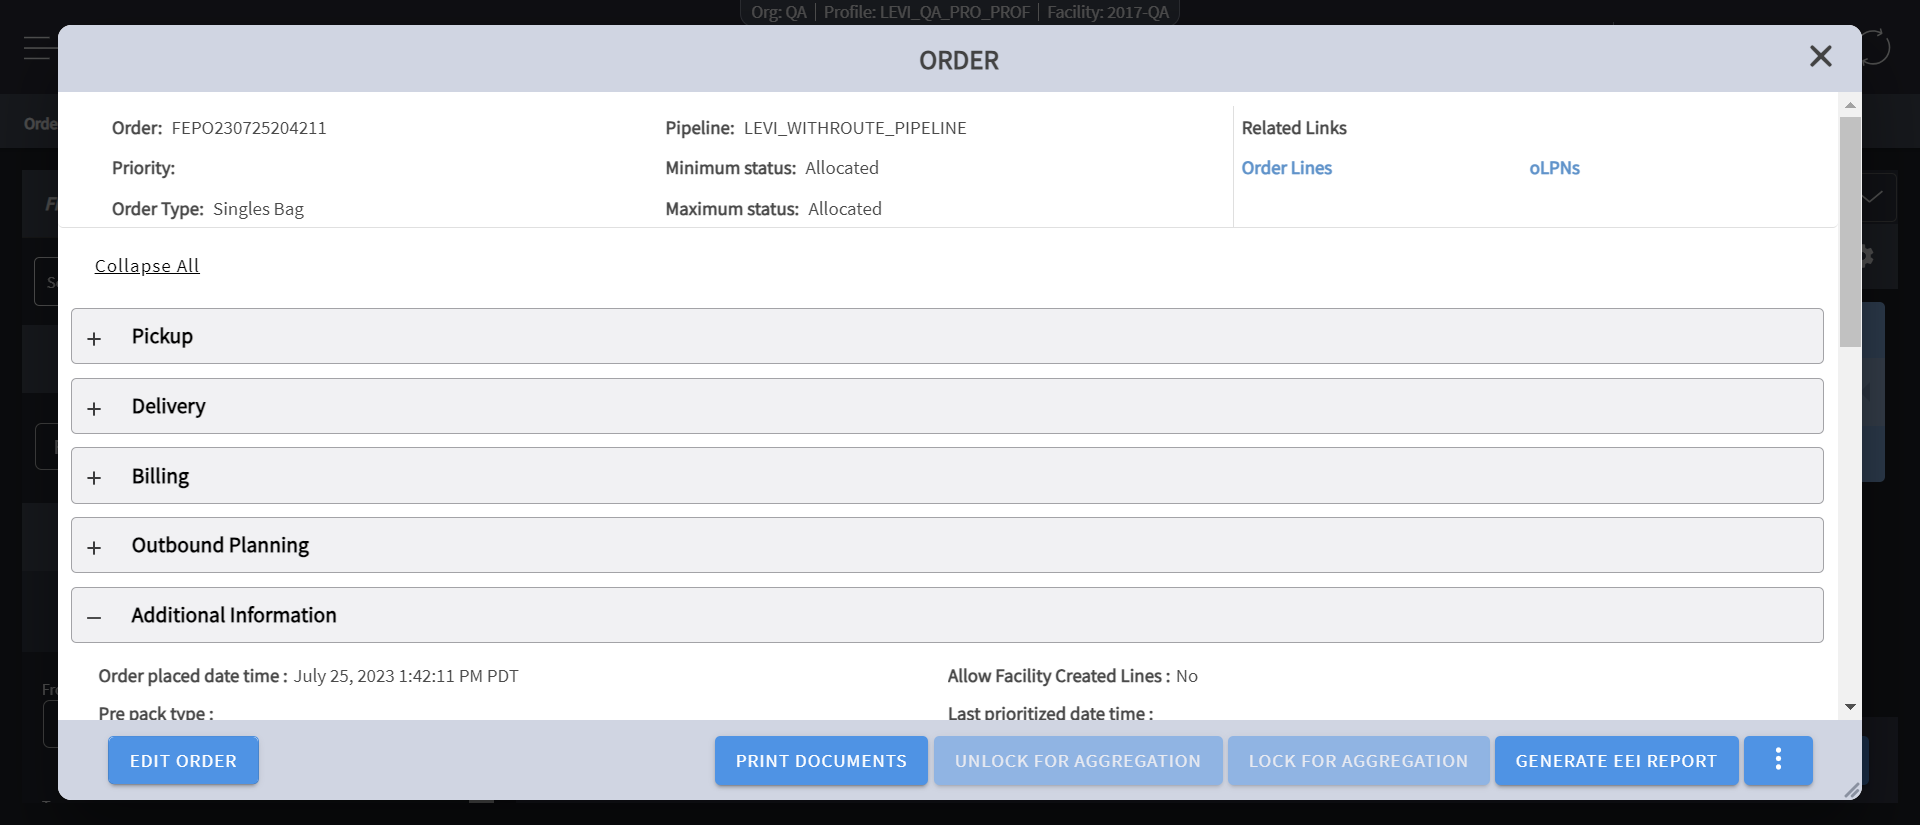 Org: QA | Profile: LEVI_QA_PRO_PROF | Facility: 2017-QA
ORDER
Order: FEPO230725204211
Pipeline: LEVI_WITHROUTE_PIPELINE
Related Links
Priority:
Minimum status: Allocated
Order Lines
oLPNs
Order Type: Singles Bag
Maximum status: Allocated
Collapse All
Pickup
Delivery
Billing
Outbound Planning
Additional Information
Order placed date time : July 25, 2023 1:42:11 PM PDT
Allow Facility Created Lines : No
Pre pack type :
Last prioritized date time :
EDIT ORDER
PRINT DOCUMENTS
UNLOCK FOR AGGREGATION
LOCK FOR AGGREGATION
GENERATE EEI REPORT